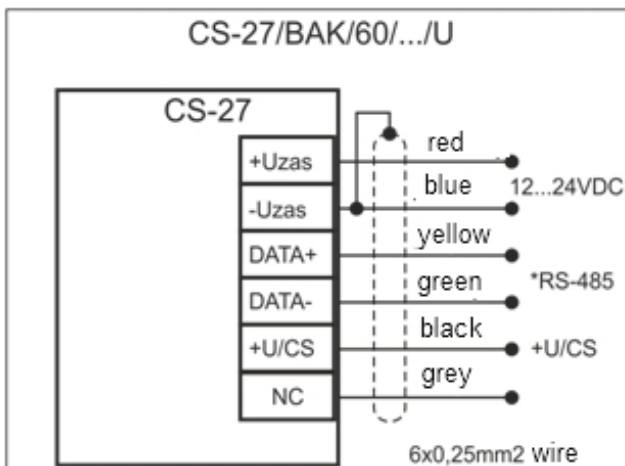 CS-27/BAK/60/.../U
CS-27
+Uzas red
-Uzas blue 12...24VDC
DATA+ yellow
DATA- green *RS-485
+U/CS black +U/CS
NC grey
6x0,25mm2 wire